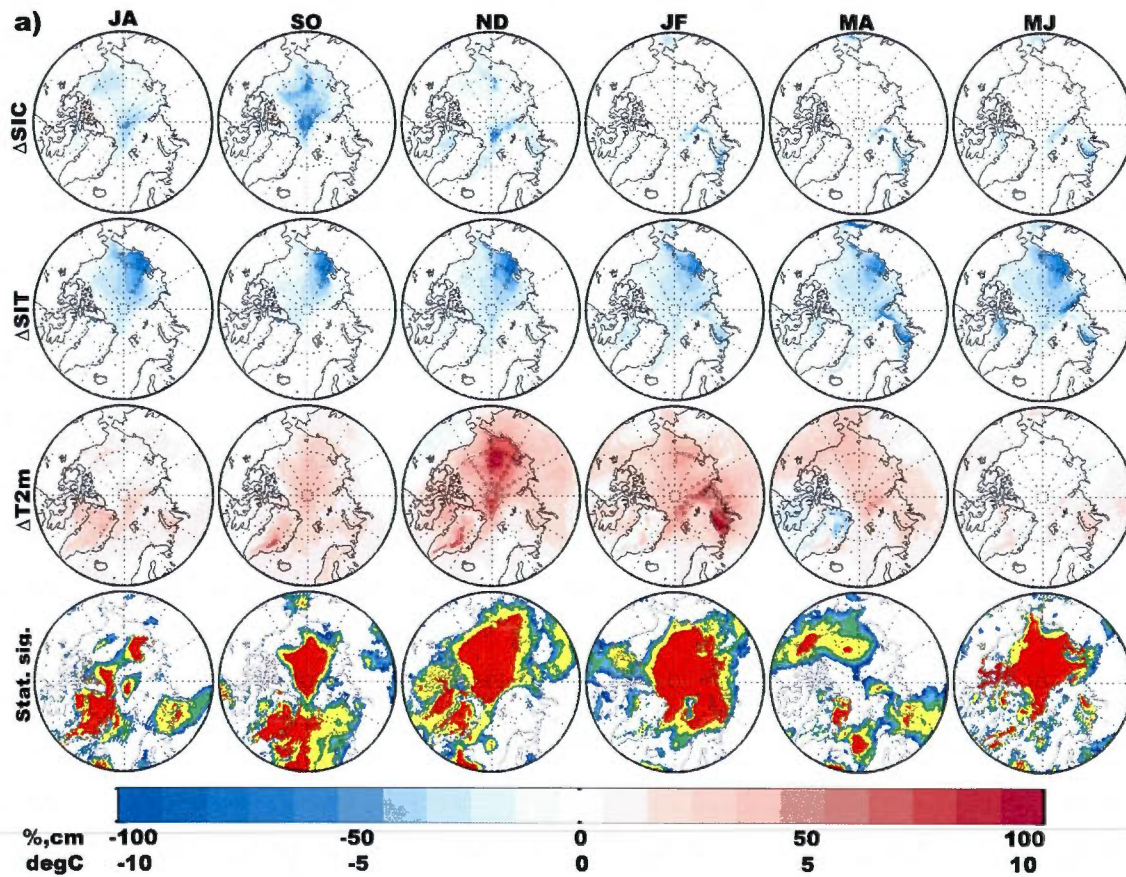 a) JA SO ND JF MA MJ
ΔSIC
ΔSIT
ΔT2m
Stat. sig.
%,cm -100 -50 0 50 100
degC -10 -5 0 5 10